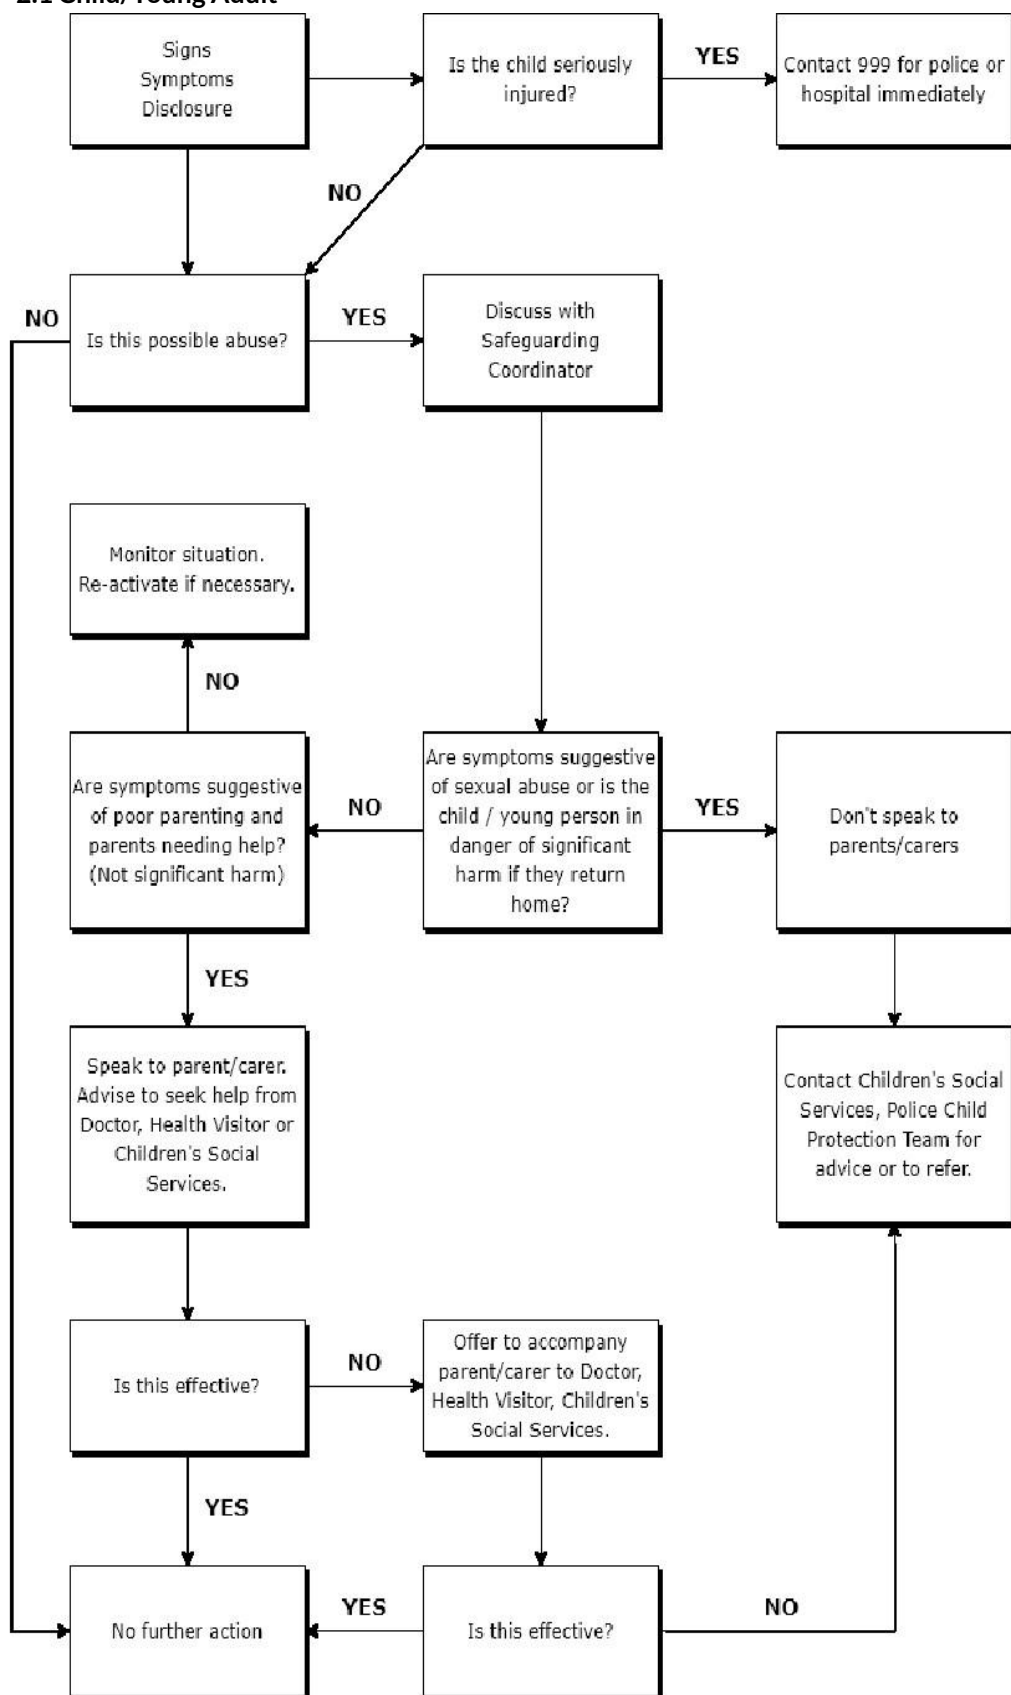 2.1 Child/Young Adult
Signs
Symptoms
Disclosure
Is the child seriously
injured?
YES
Contact 999 for police or
hospital immediately
NO
NO
Is this possible abuse?
YES
Discuss with
Safeguarding
Coordinator
Monitor situation.
Re-activate if necessary.
NO
Are symptoms suggestive
of poor parenting and
parents needing help?
(Not significant harm)
NO
Are symptoms suggestive
of sexual abuse or is the
child / young person in
danger of significant
harm if they return
home?
YES
Don't speak to
parents/carers
YES
Speak to parent/carer.
Advise to seek help from
Doctor, Health Visitor or
Children's Social
Services.
Contact Children's Social
Services, Police Child
Protection Team for
advice or to refer.
Is this effective?
NO
Offer to accompany
parent/carer to Doctor,
Health Visitor, Children's
Social Services.
YES
No further action
YES
Is this effective?
NO